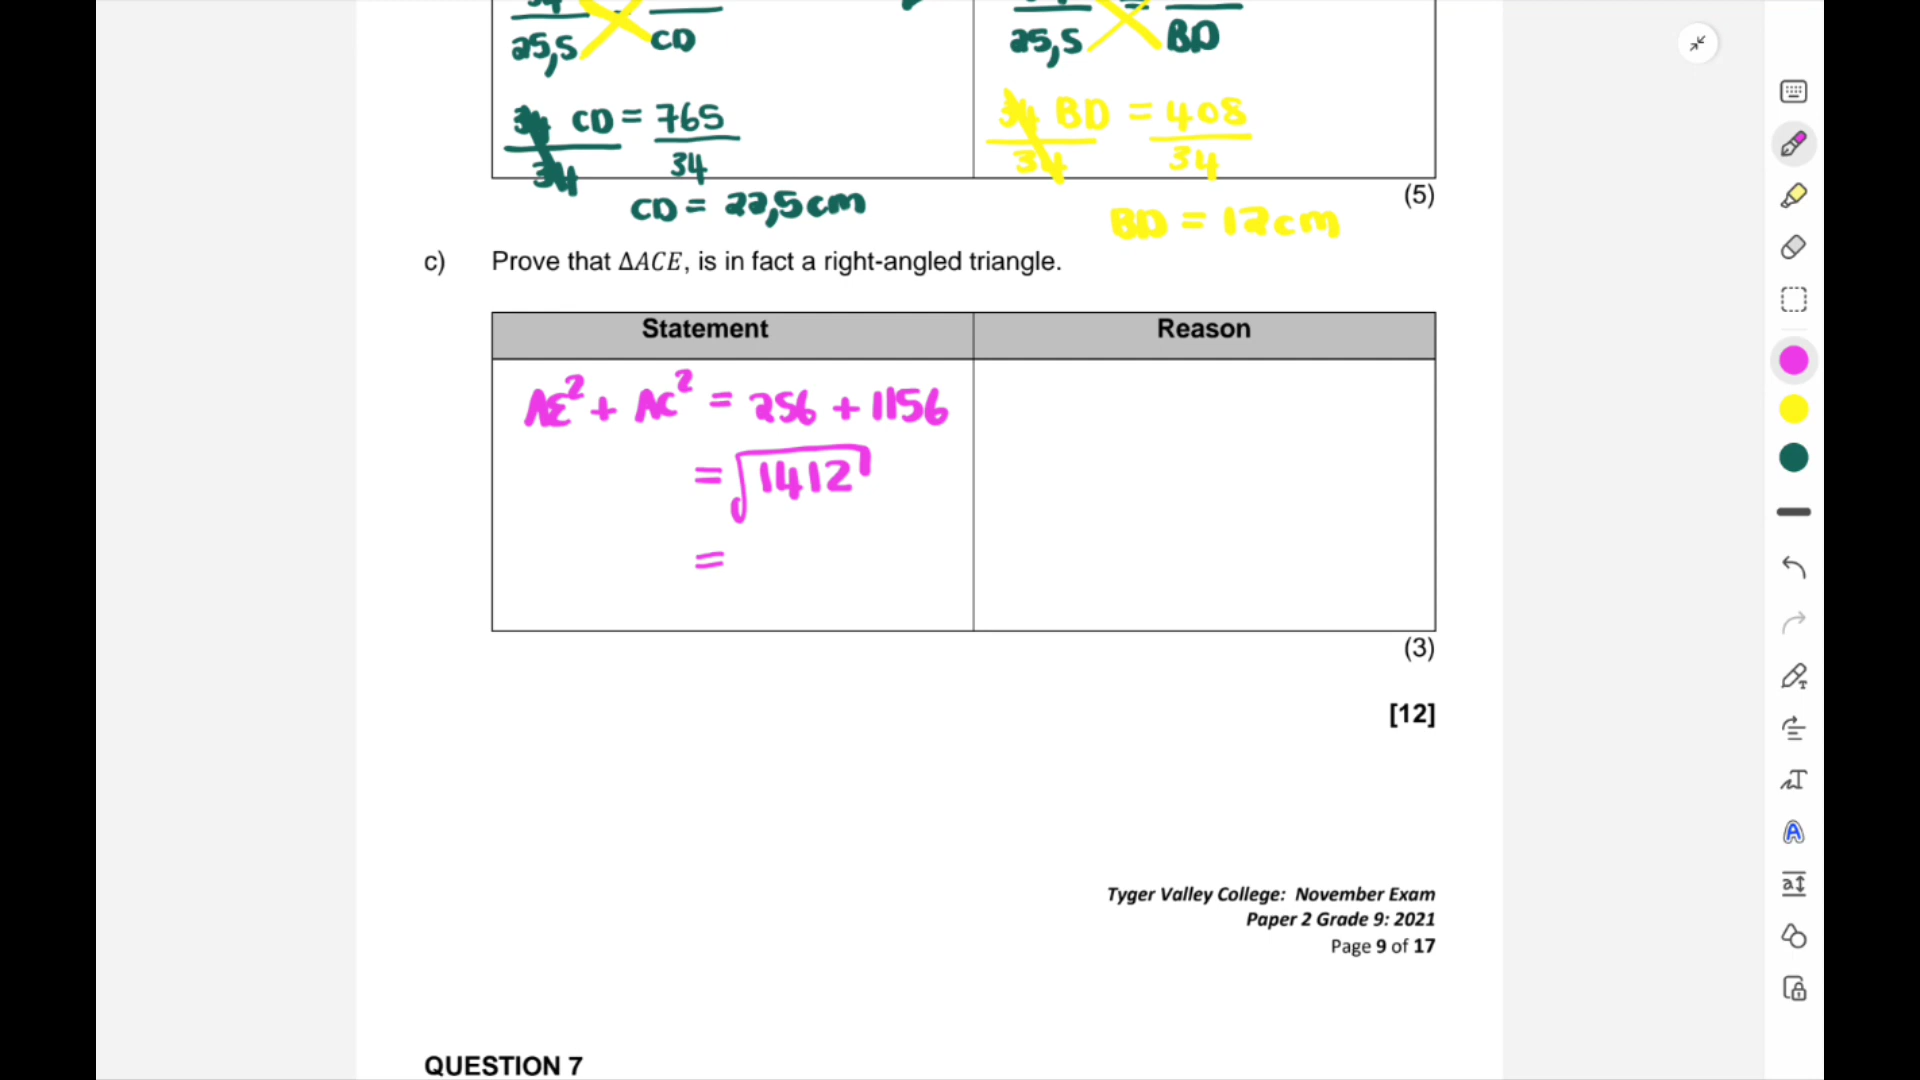 25,5 CD
25,5 BD
34 CD = 765
34 34
CD = 22,5cm
34 BD = 408
34 34
BD = 12cm
(5)
c) Prove that ΔACE, is in fact a right-angled triangle.
Statement Reason
AE² + AC² = 256 + 1156
= √1412
=
(3)
[12]
Tyger Valley College: November Exam
Paper 2 Grade 9: 2021
Page 9 of 17
QUESTION 7